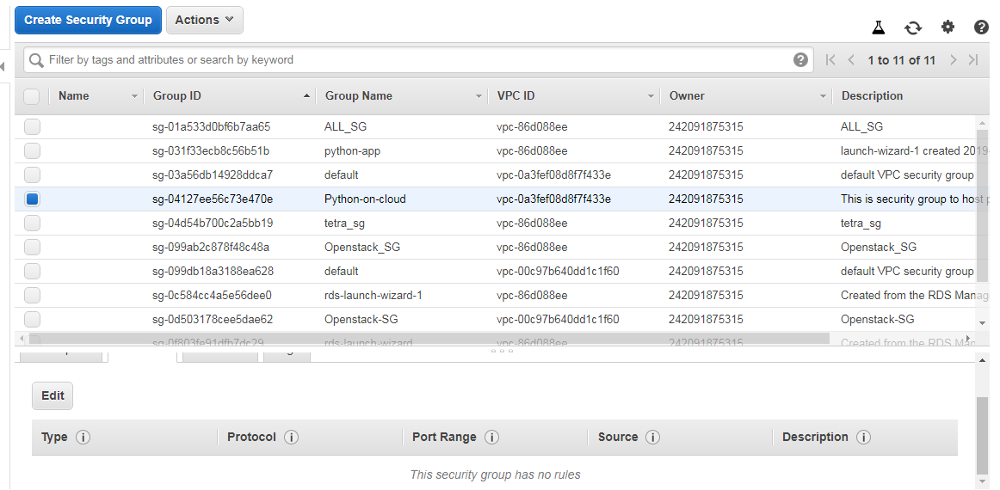 Create Security Group Actions
Filter by tags and attributes or search by keyword 1 to 11 of 11
Name Group ID Group Name VPC ID Owner Description
sg-01a533d0bf6b7aa65 ALL_SG vpc-86d088ee 242091875315 ALL_SG
sg-031f33ecb8c56b51b python-app vpc-86d088ee 242091875315 launch-wizard-1 created 2019-
sg-03a56db14928ddca7 default vpc-0a3fef08d8f7f433e 242091875315 default VPC security group
sg-04127ee56c73e470e Python-on-cloud vpc-0a3fef08d8f7f433e 242091875315 This is security group to host p
sg-04d54b700c2a5bb19 tetra_sg vpc-86d088ee 242091875315 tetra_sg
sg-099ab2c878f48c48a Openstack_SG vpc-86d088ee 242091875315 Openstack_SG
sg-099db18a3188ea628 default vpc-00c97b640dd1c1f60 242091875315 default VPC security group
sg-0c584cc4a5e56dee0 rds-launch-wizard-1 vpc-86d088ee 242091875315 Created from the RDS Manag
sg-0d503178cee5dae62 Openstack-SG vpc-00c97b640dd1c1f60 242091875315 Openstack-SG
sg-0f803fe91dfb7dc29 rds-launch-wizard vpc-86d088ee 242091875315 Created from the RDS Manag
Edit
Type Protocol Port Range Source Description
This security group has no rules